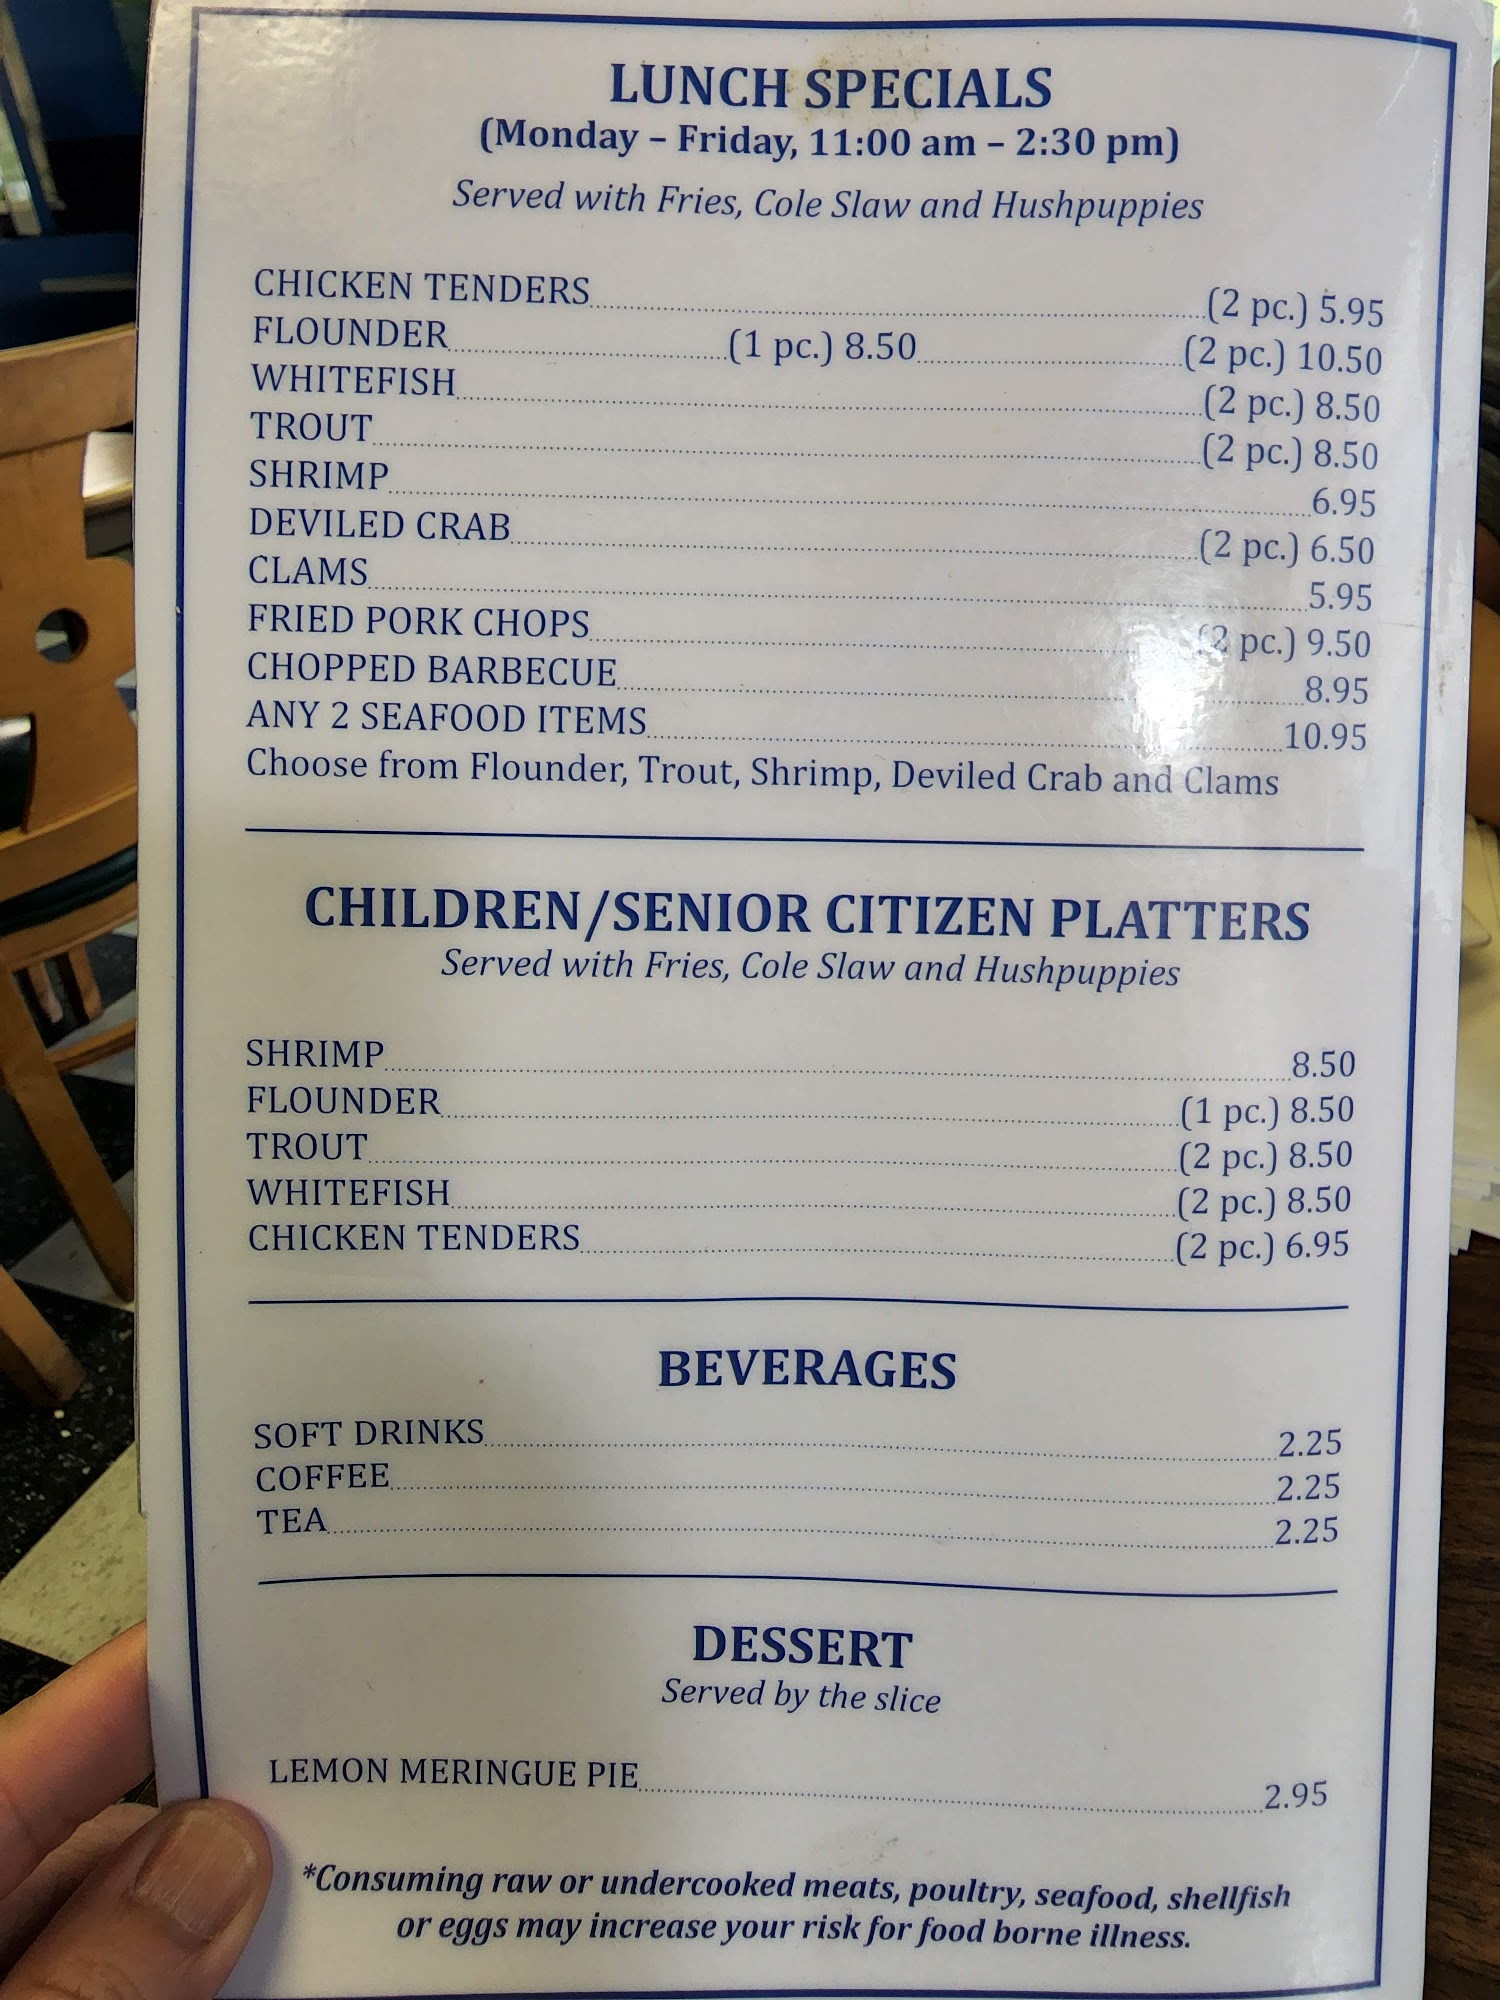 LUNCH SPECIALS
(Monday – Friday, 11:00 am – 2:30 pm)
Served with Fries, Cole Slaw and Hushpuppies
CHICKEN TENDERS (2 pc.) 5.95
FLOUNDER (1 pc.) 8.50 (2 pc.) 10.50
WHITEFISH (2 pc.) 8.50
TROUT (2 pc.) 8.50
SHRIMP 6.95
DEVILED CRAB (2 pc.) 6.50
CLAMS 5.95
FRIED PORK CHOPS (2 pc.) 9.50
CHOPPED BARBECUE 8.95
ANY 2 SEAFOOD ITEMS 10.95
Choose from Flounder, Trout, Shrimp, Deviled Crab and Clams
CHILDREN/SENIOR CITIZEN PLATTERS
Served with Fries, Cole Slaw and Hushpuppies
SHRIMP 8.50
FLOUNDER (1 pc.) 8.50
TROUT (2 pc.) 8.50
WHITEFISH (2 pc.) 8.50
CHICKEN TENDERS (2 pc.) 6.95
BEVERAGES
SOFT DRINKS 2.25
COFFEE 2.25
TEA 2.25
DESSERT
Served by the slice
LEMON MERINGUE PIE 2.95
*Consuming raw or undercooked meats, poultry, seafood, shellfish
or eggs may increase your risk for food borne illness.